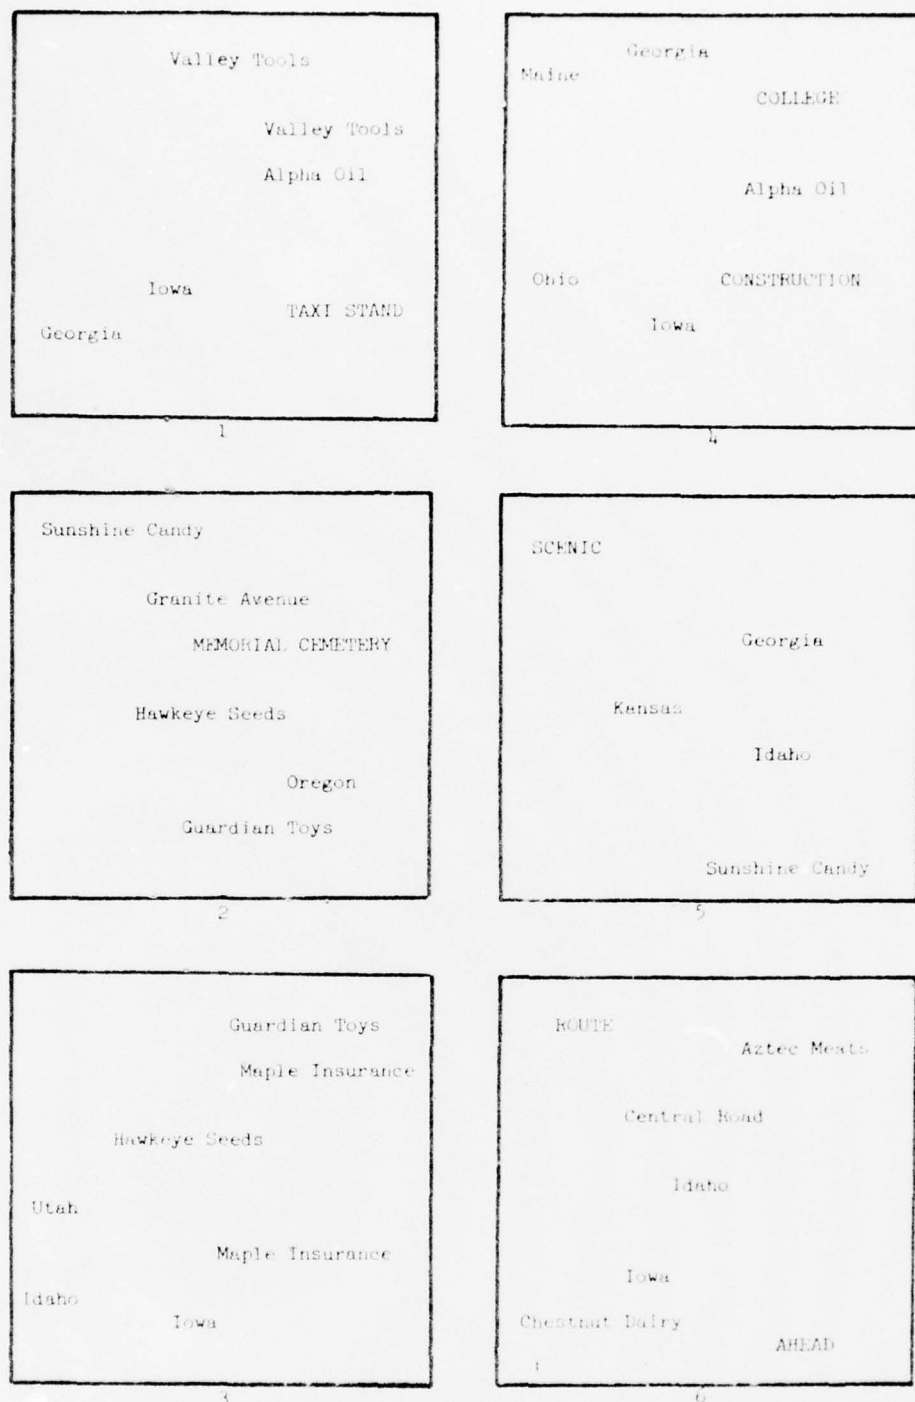 Valley Tools
Valley Tools
Alpha Oil
Iowa
TAXI STAND
Georgia
1
Georgia
Maine
COLLEGE
Alpha Oil
Ohio
CONSTRUCTION
Iowa
4
Sunshine Candy
Granite Avenue
MEMORIAL CEMETERY
Hawkeye Seeds
Oregon
Guardian Toys
2
SCENIC
Georgia
Kansas
Idaho
Sunshine Candy
5
Guardian Toys
Maple Insurance
Hawkeye Seeds
Utah
Maple Insurance
Idaho
Iowa
3
ROUTE
Aztec Meats
Central Road
Idaho
Iowa
Chestnut Dairy
AHEAD
6